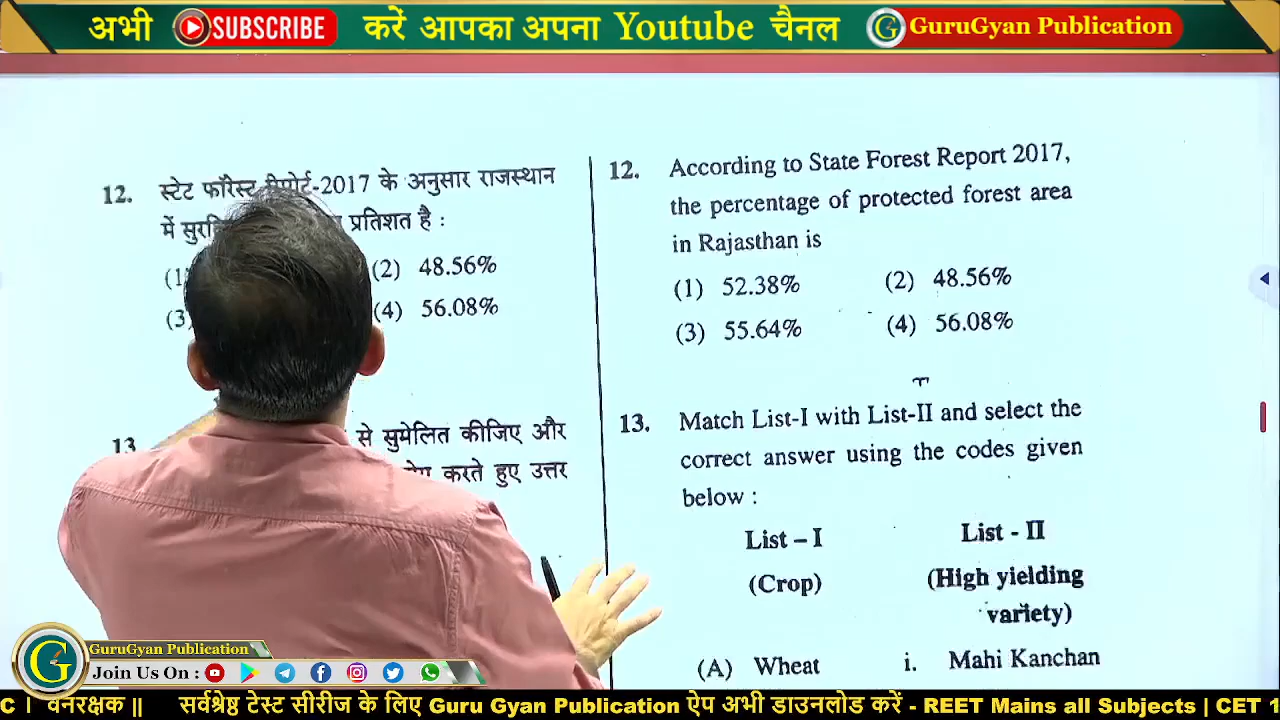 अभी SUBSCRIBE करें आपका अपना Youtube चैनल GuruGyan Publication
12. स्टेट फॉरेस्ट रिपोर्ट-2017 के अनुसार राजस्थान
में प्रतिशत है :
(2) 48.56%
(4) 56.08%
13
से सुमेलित कीजिए और
करते हुए उत्तर
12. According to State Forest Report 2017,
the percentage of protected forest area
in Rajasthan is
(1) 52.38% (2) 48.56%
(3) 55.64% (4) 56.08%
13. Match List-I with List-II and select the
correct answer using the codes given
below :
List – I List - II
(Crop) (High yielding
variety)
(A) Wheat i. Mahi Kanchan
GuruGyan Publication
Join Us On :
C । वनरक्षक || सर्वश्रेष्ठ टेस्ट सीरीज के लिए Guru Gyan Publication ऐप अभी डाउनलोड करें - REET Mains all Subjects | CET 1